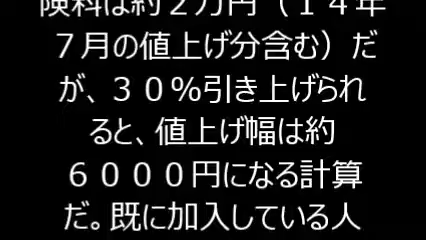 険料は約２万円（１４年
７月の値上げ分含む）だ
が、３０％引き上げられ
ると、値上げ幅は約
６０００円になる計算
だ。既に加入している人